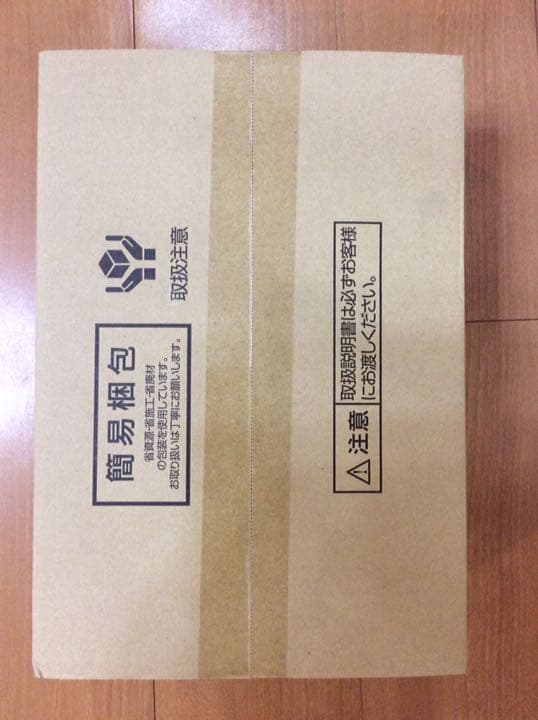 簡易梱包
省資源・省施工・省廃材
の包装を使用しています。
お取り扱いは丁寧にお願いします。
取扱注意
注意
取扱説明書は必ずお客様
にお渡しください。